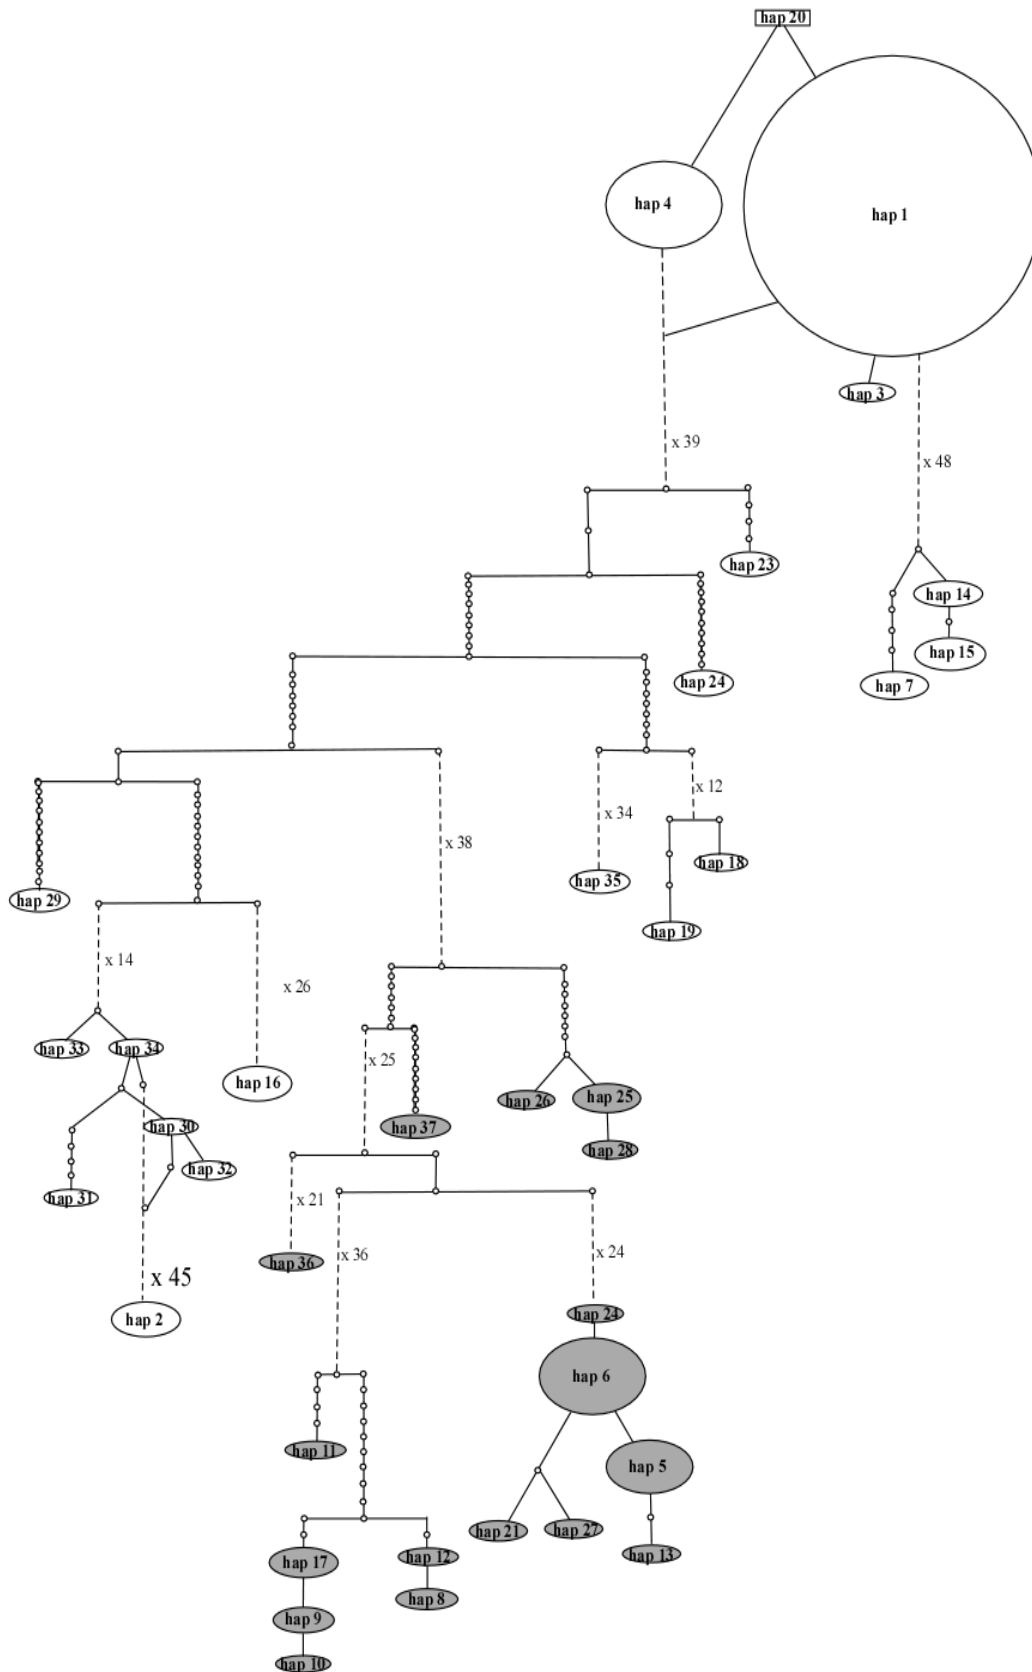 hap 20
hap 4
hap 1
hap 3
x 39
x 48
hap 23
hap 14
hap 15
hap 24
hap 7
x 12
x 34
x 38
hap 18
hap 35
hap 29
hap 19
x 14
x 26
hap 33
hap 34
x 25
hap 16
hap 26
hap 25
hap 30
hap 37
hap 28
hap 32
hap 31
x 21
x 36
x 24
hap 36
x 45
hap 24
hap 2
hap 6
hap 11
hap 5
hap 21
hap 27
hap 13
hap 17
hap 12
hap 8
hap 9
hap 10